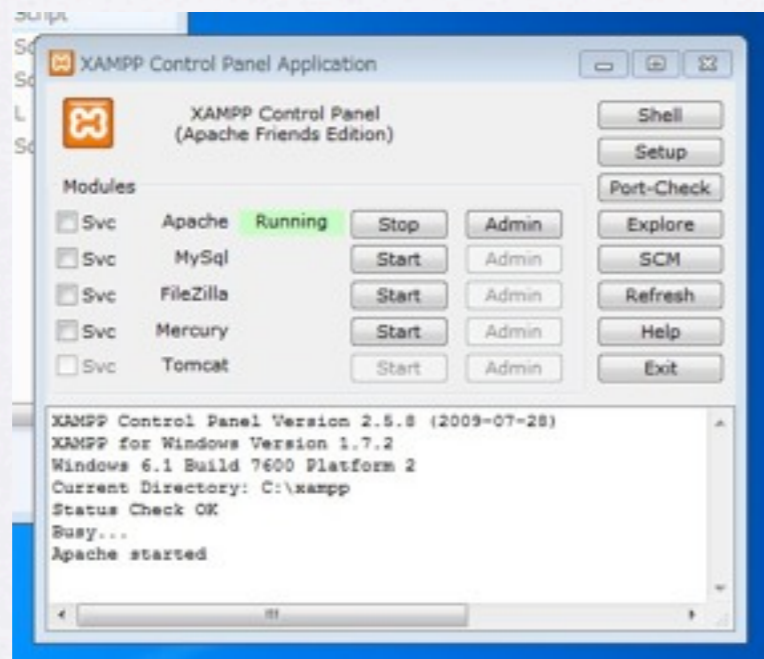 Script
XAMPP Control Panel Application
XAMPP Control Panel
(Apache Friends Edition)
Shell
Setup
Modules
Port-Check
Svc Apache Running Stop Admin Explore
Svc MySql Start Admin SCM
Svc FileZilla Start Admin Refresh
Svc Mercury Start Admin Help
Svc Tomcat Start Admin Exit
XAMPP Control Panel Version 2.5.8 (2009-07-28)
XAMPP for Windows Version 1.7.2
Windows 6.1 Build 7600 Platform 2
Current Directory: C:\xampp
Status Check OK
Busy...
Apache started